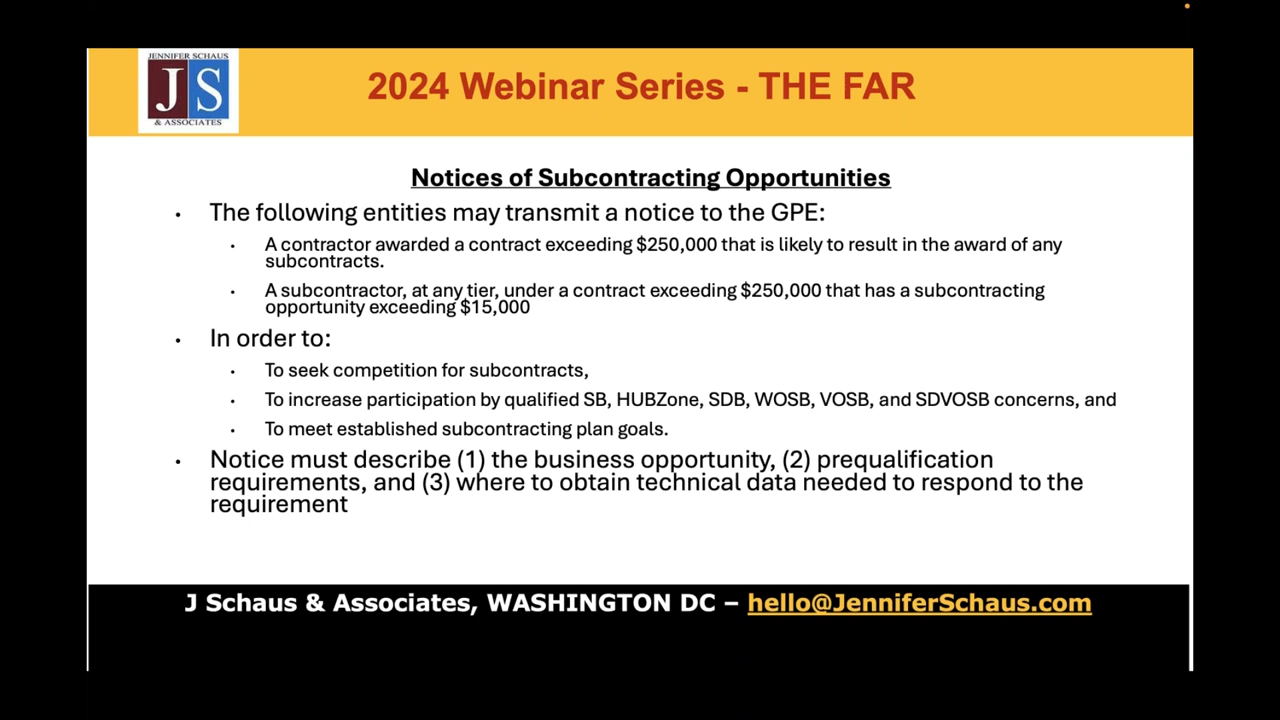 JENNIFER SCHAUS
JS
& ASSOCIATES
2024 Webinar Series - THE FAR
Notices of Subcontracting Opportunities
• The following entities may transmit a notice to the GPE:
• A contractor awarded a contract exceeding $250,000 that is likely to result in the award of any
subcontracts.
• A subcontractor, at any tier, under a contract exceeding $250,000 that has a subcontracting
opportunity exceeding $15,000
• In order to:
• To seek competition for subcontracts,
• To increase participation by qualified SB, HUBZone, SDB, WOSB, VOSB, and SDVOSB concerns, and
• To meet established subcontracting plan goals.
• Notice must describe (1) the business opportunity, (2) prequalification
requirements, and (3) where to obtain technical data needed to respond to the
requirement
J Schaus & Associates, WASHINGTON DC – hello@JenniferSchaus.com